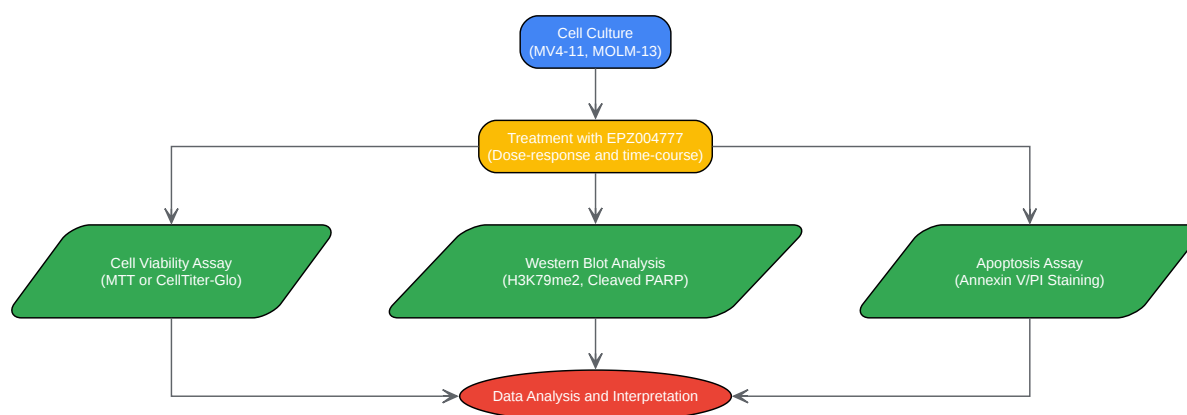 Cell Culture
(MV4-11, MOLM-13)
Treatment with EPZ004777
(Dose-response and time-course)
Cell Viability Assay
(MTT or CellTiter-Glo)
Western Blot Analysis
(H3K79me2, Cleaved PARP)
Apoptosis Assay
(Annexin V/PI Staining)
Data Analysis and Interpretation